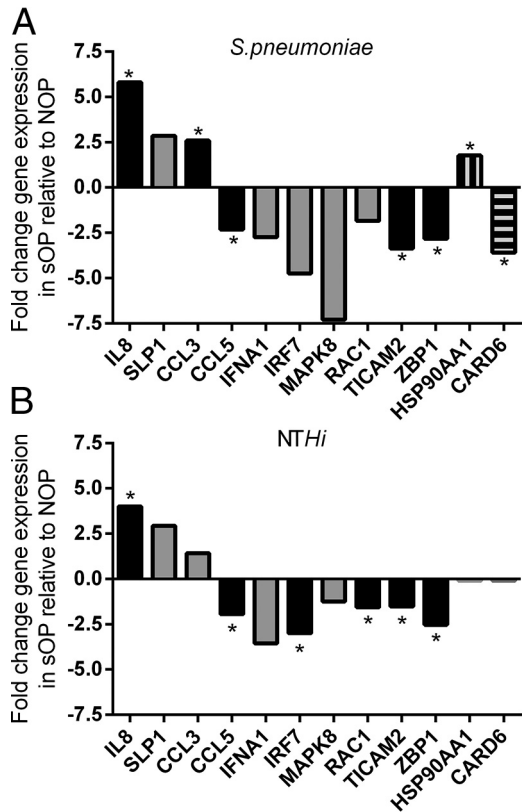 A
S.pneumoniae
Fold change gene expression
in sOP relative to NOP
7.5
5.0
2.5
0.0
-2.5
-5.0
-7.5
* * * * * * *
IL8 SLP1 CCL3 CCL5 IFNA1 IRF7 MAPK8 RAC1 TICAM2 ZBP1 HSP90AA1 CARD6
B
NTHi
Fold change gene expression
in sOP relative to NOP
7.5
5.0
2.5
0.0
-2.5
-5.0
-7.5
* * * * * *
IL8 SLP1 CCL3 CCL5 IFNA1 IRF7 MAPK8 RAC1 TICAM2 ZBP1 HSP90AA1 CARD6